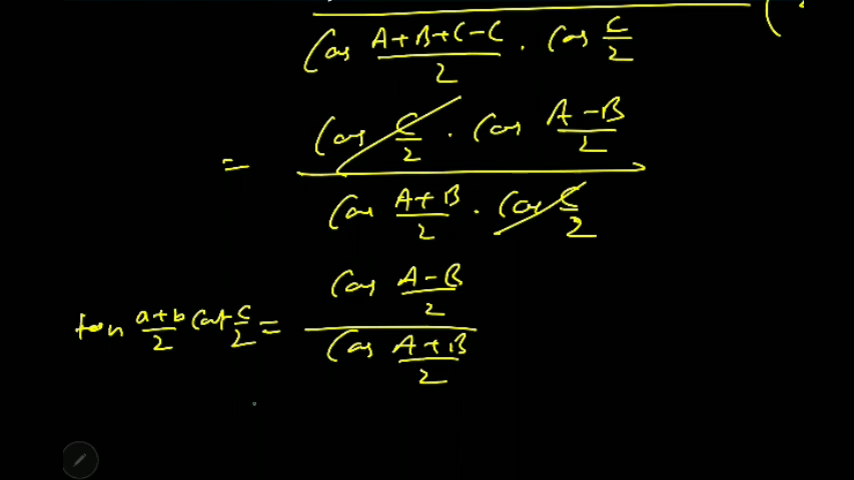 Cos (A+B+C-C)/2 . Cos C/2
= (Cos C/2 . Cos (A-B)/2) / (Cos (A+B)/2 . Cos C/2)
tan (a+b)/2 Cot c/2 = (Cos (A-B)/2) / (Cos (A+B)/2)